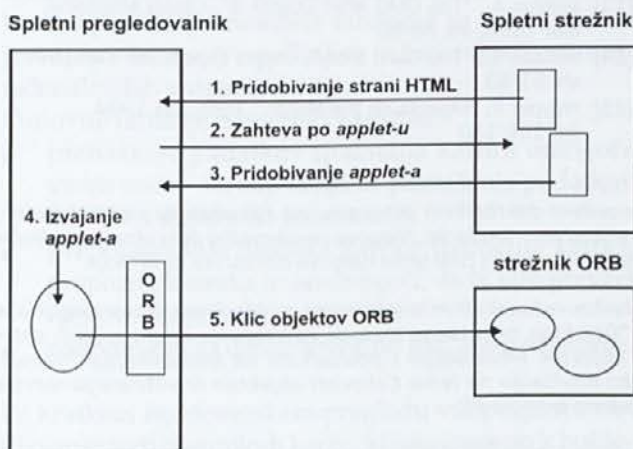 Spletni pregledovalnik
Spletni strežnik
1. Pridobivanje strani HTML
2. Zahteva po applet-u
3. Pridobivanje applet-a
4. Izvajanje
applet-a
strežnik ORB
O
R
B
5. Klic objektov ORB